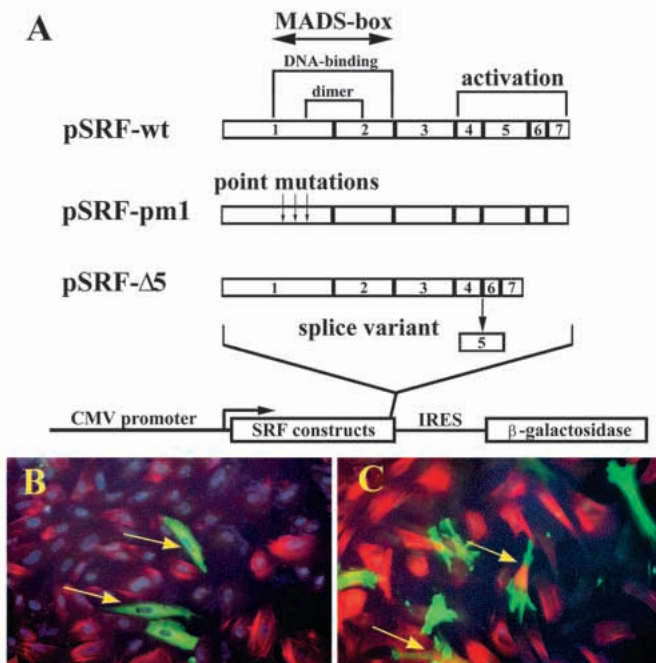 A
MADS-box
DNA-binding
dimer
activation
pSRF-wt
1 2 3 4 5 6 7
point mutations
pSRF-pm1
pSRF-Δ5
1 2 3 4 6 7
splice variant
5
CMV promoter
SRF constructs
IRES
β-galactosidase
B
C